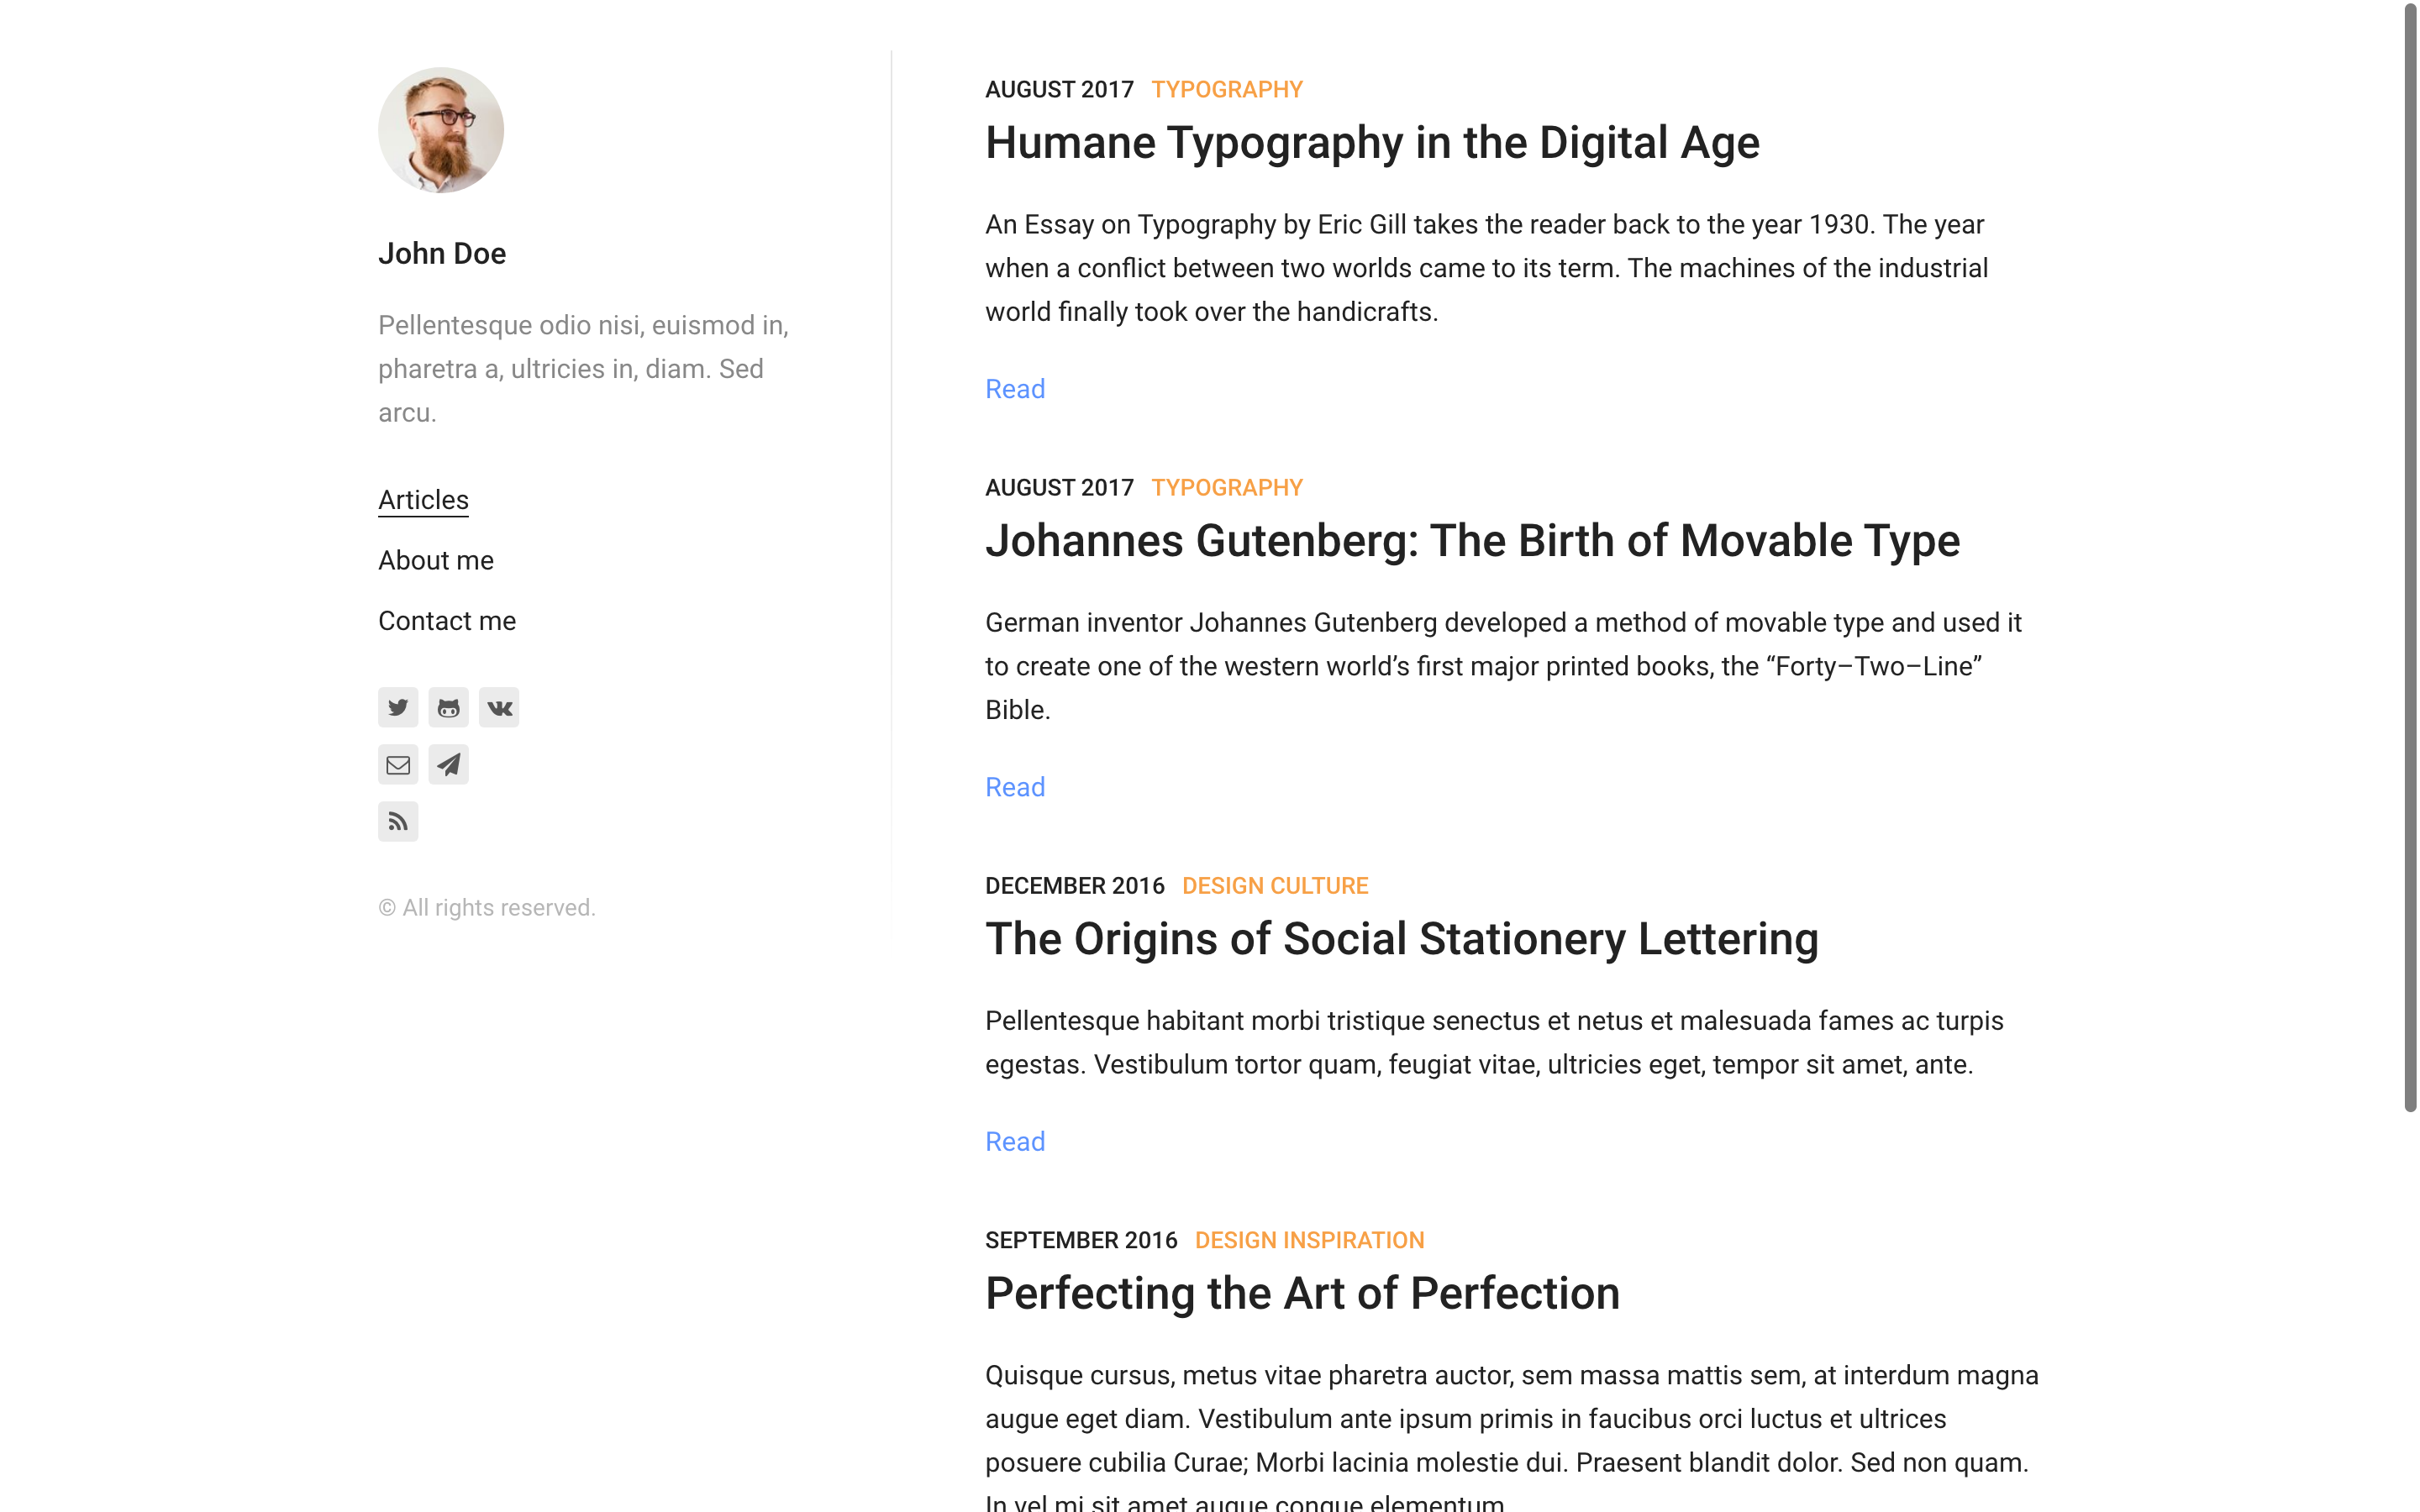 John Doe
Pellentesque odio nisi, euismod in,
pharetra a, ultricies in, diam. Sed
arcu.
Articles
About me
Contact me
© All rights reserved.
AUGUST 2017 TYPOGRAPHY
Humane Typography in the Digital Age
An Essay on Typography by Eric Gill takes the reader back to the year 1930. The year
when a conflict between two worlds came to its term. The machines of the industrial
world finally took over the handicrafts.
Read
AUGUST 2017 TYPOGRAPHY
Johannes Gutenberg: The Birth of Movable Type
German inventor Johannes Gutenberg developed a method of movable type and used it
to create one of the western world’s first major printed books, the “Forty–Two–Line”
Bible.
Read
DECEMBER 2016 DESIGN CULTURE
The Origins of Social Stationery Lettering
Pellentesque habitant morbi tristique senectus et netus et malesuada fames ac turpis
egestas. Vestibulum tortor quam, feugiat vitae, ultricies eget, tempor sit amet, ante.
Read
SEPTEMBER 2016 DESIGN INSPIRATION
Perfecting the Art of Perfection
Quisque cursus, metus vitae pharetra auctor, sem massa mattis sem, at interdum magna
augue eget diam. Vestibulum ante ipsum primis in faucibus orci luctus et ultrices
posuere cubilia Curae; Morbi lacinia molestie dui. Praesent blandit dolor. Sed non quam.
In vel mi sit amet augue congue elementum.